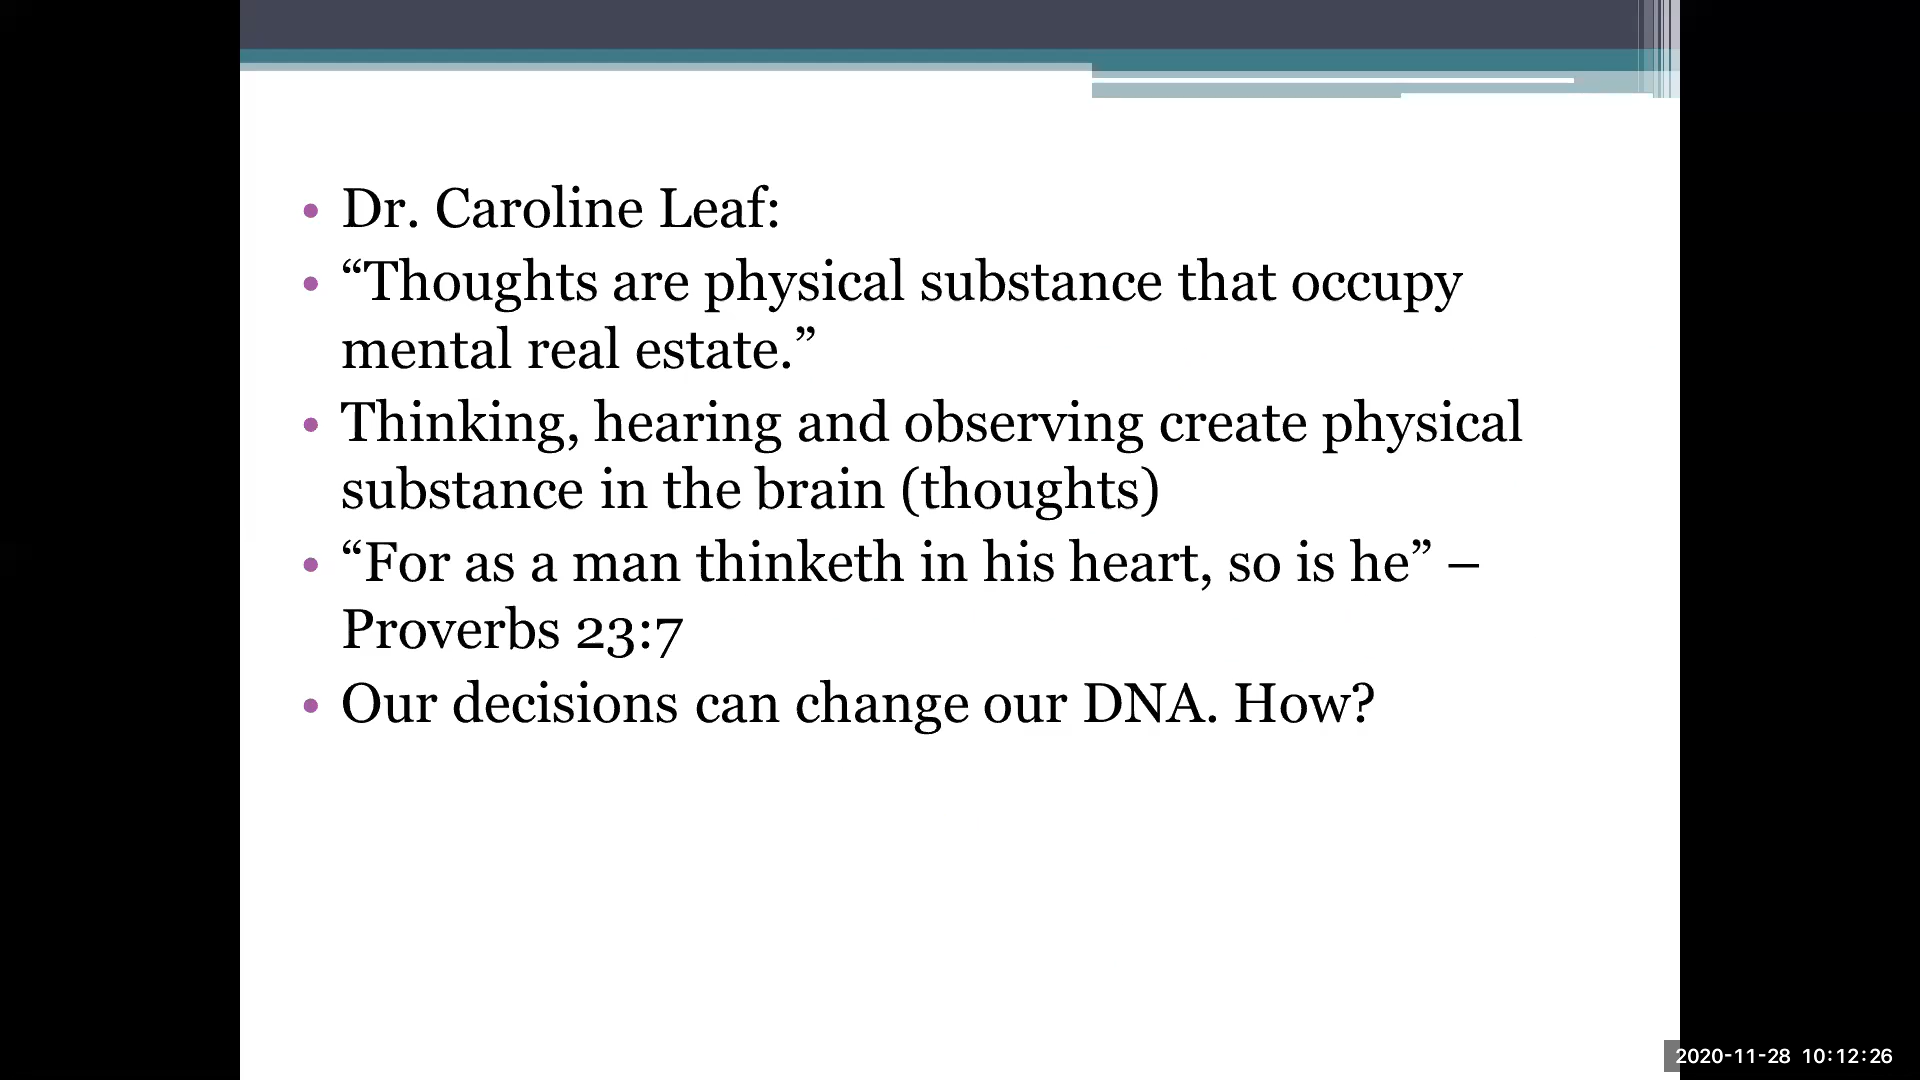 • Dr. Caroline Leaf:
• “Thoughts are physical substance that occupy
mental real estate.”
• Thinking, hearing and observing create physical
substance in the brain (thoughts)
• “For as a man thinketh in his heart, so is he” –
Proverbs 23:7
• Our decisions can change our DNA. How?
2020-11-28 10:12:26